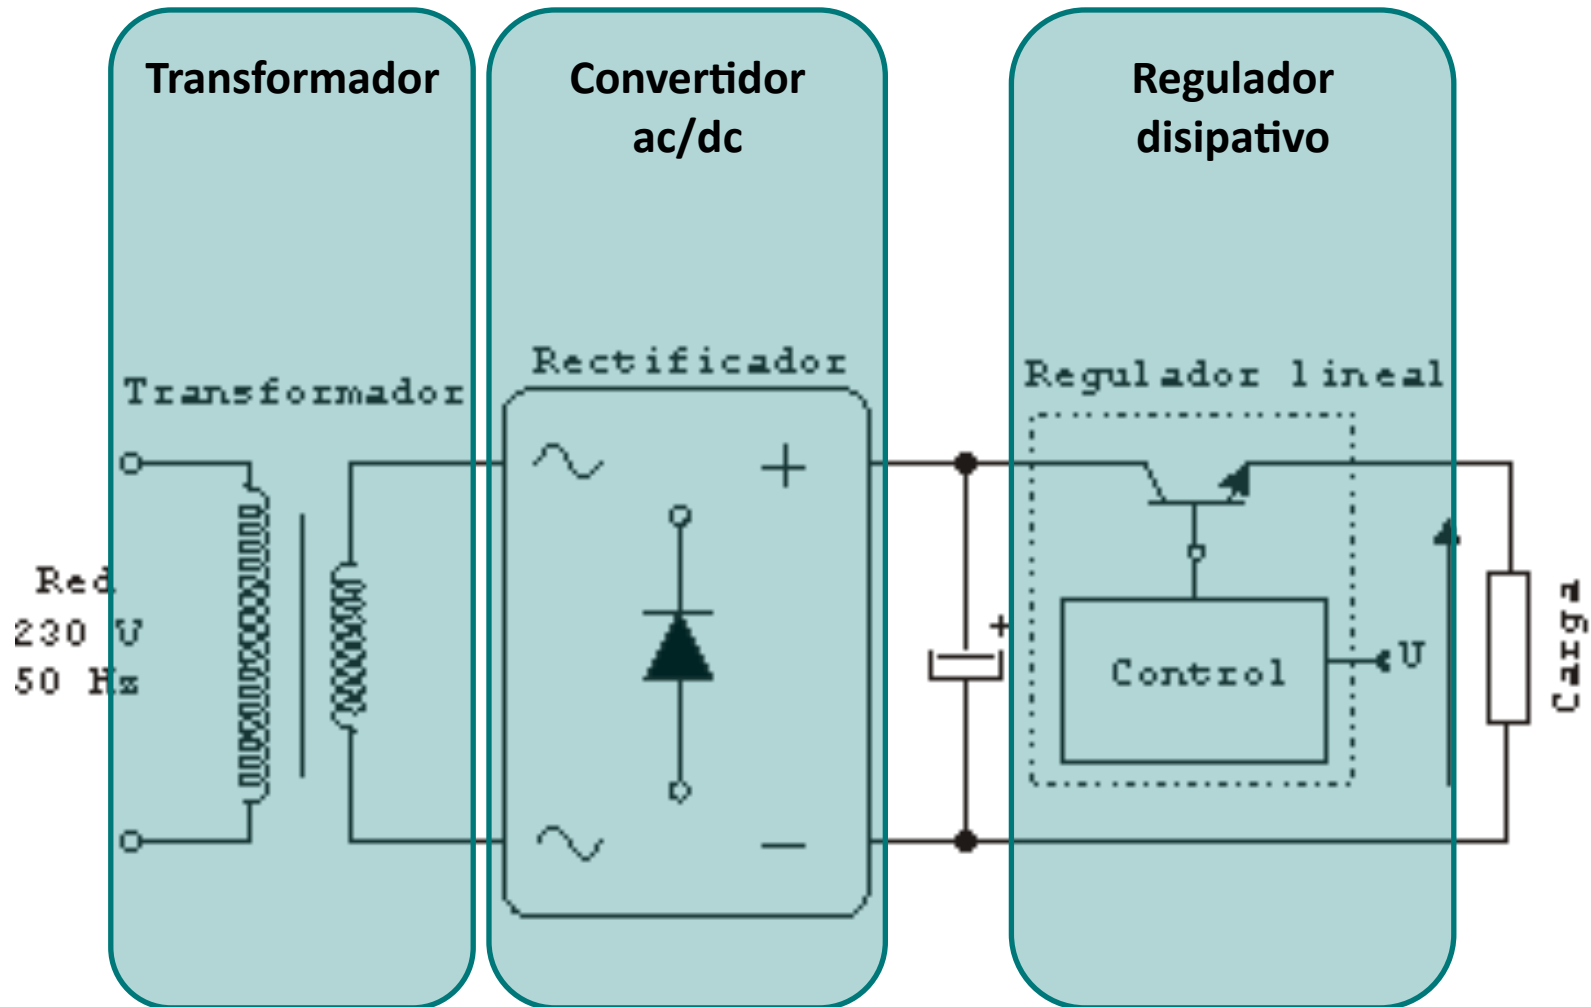 Transformador
Convertidor
ac/dc
Regulador
disipativo
Transformador
Rectificador
Regulador lineal
+
Red
230 V
50 Hz
+
Control
U
Carga
−